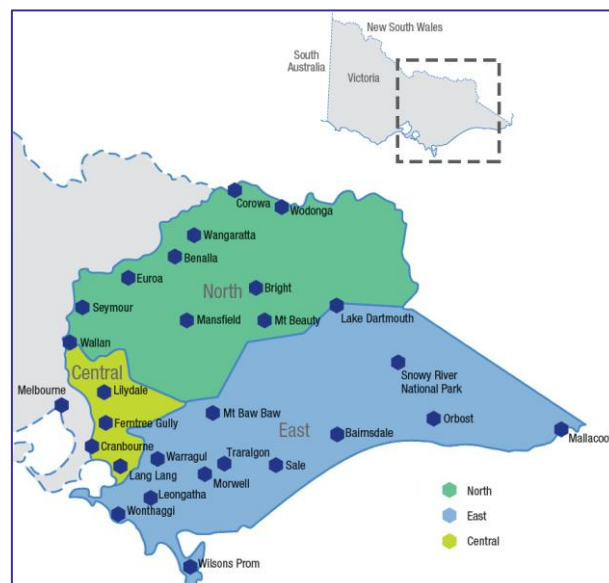 New South Wales
South
Australia
Victoria
Corowa
Wodonga
Wangaratta
Benalla
Euroa
Bright
North
Seymour
Mansfield
Mt Beauty
Lake Dartmouth
Wallan
Central
Melbourne
Lilydale
Snowy River
National Park
Ferntree Gully
Mt Baw Baw
East
Orbost
Bairnsdale
Mallacoo
Cranbourne
Warragul
Traralgon
Sale
Lang Lang
Morwell
Leongatha
Wonthaggi
North
East
Central
Wilsons Prom